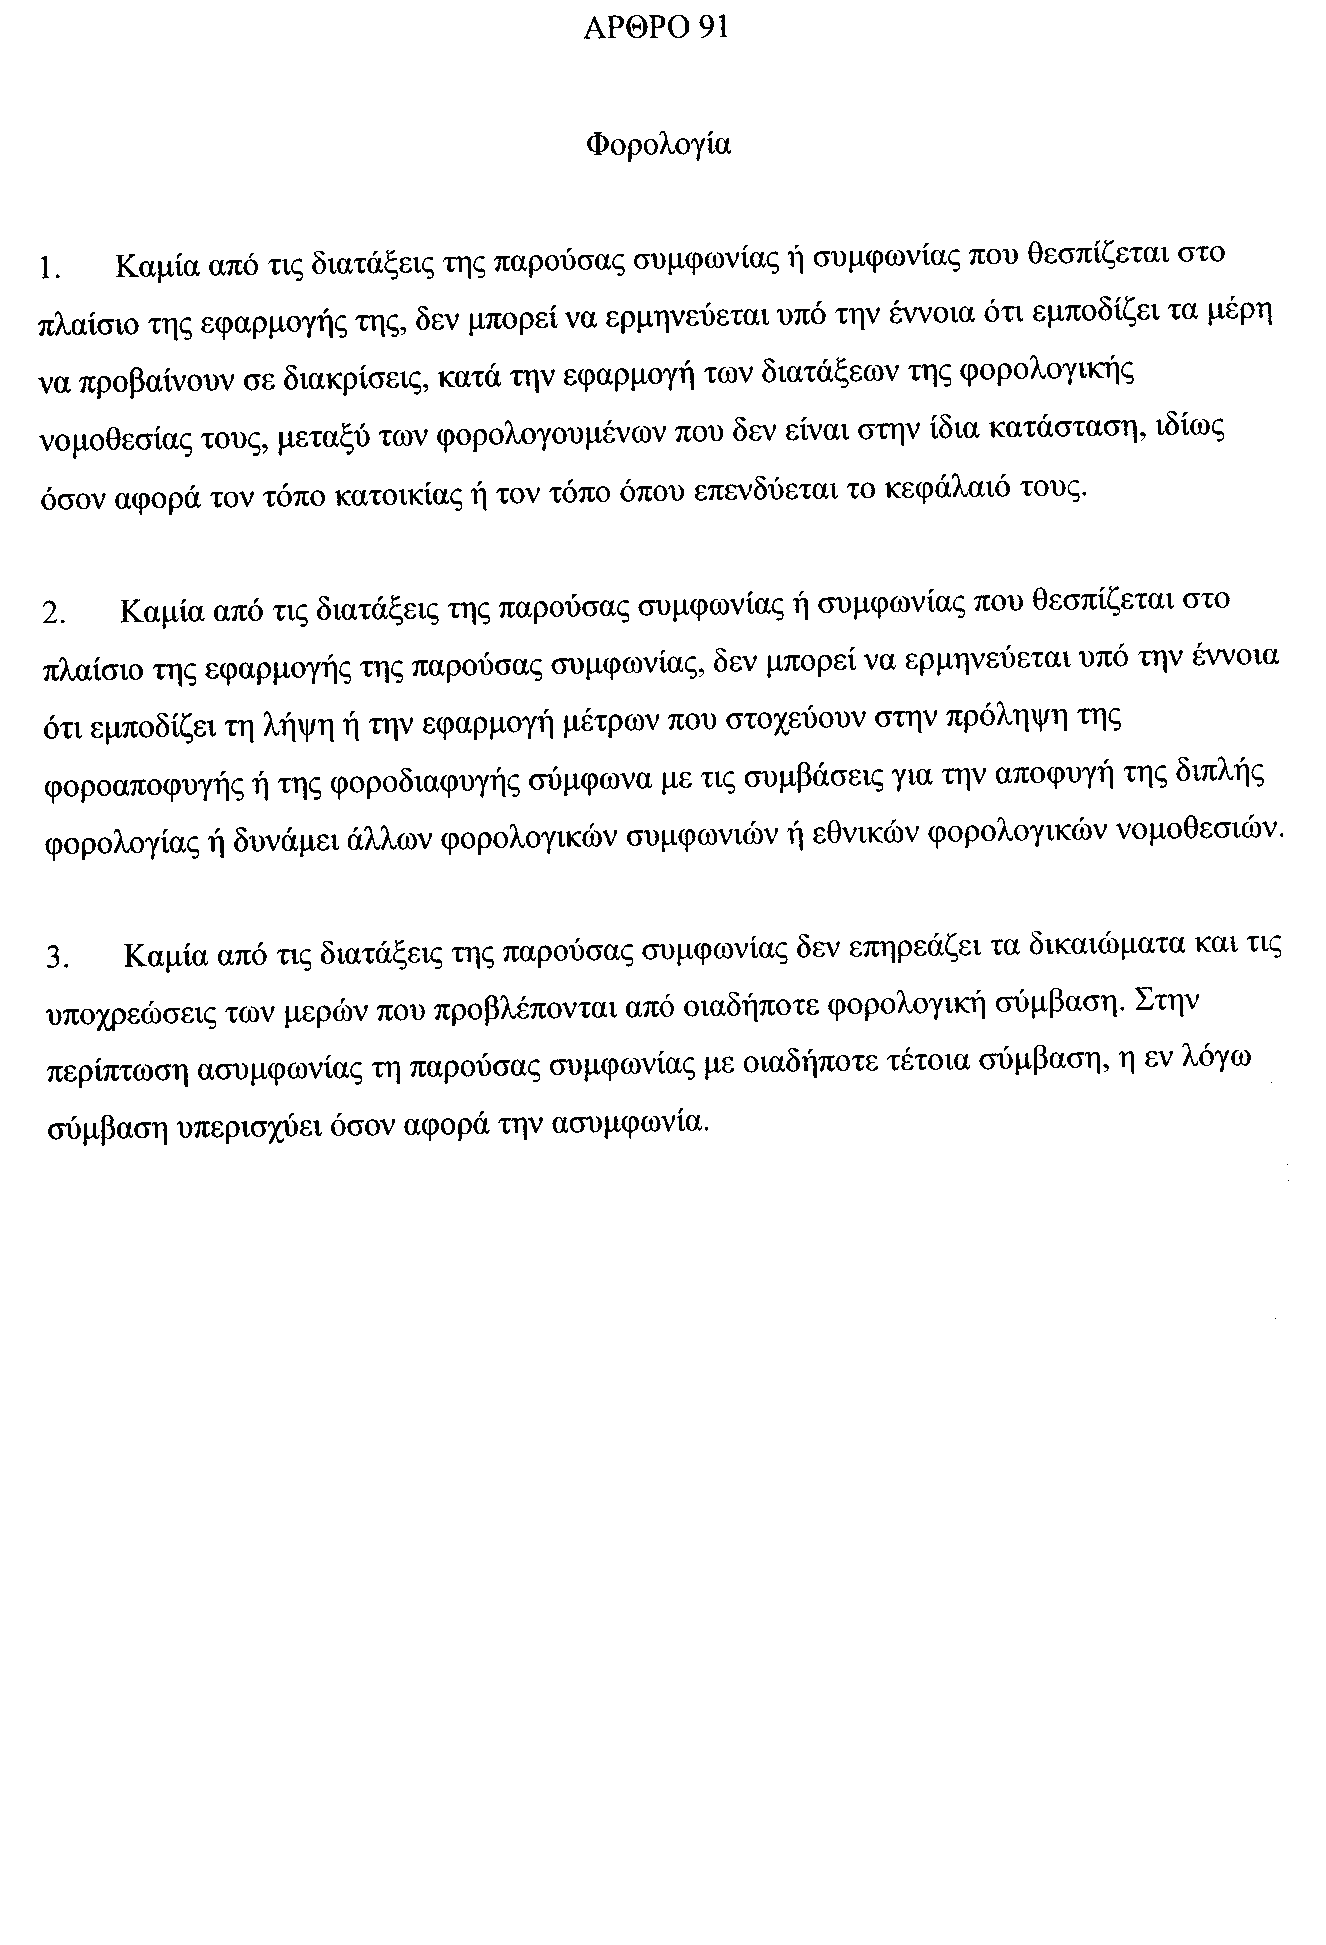 ΑΡΘΡΟ 91
Φορολογία
1. Καμία από τις διατάξεις της παρούσας συμφωνίας ή συμφωνίας που θεσπίζεται στο
πλαίσιο της εφαρμογής της, δεν μπορεί να ερμηνεύεται υπό την έννοια ότι εμποδίζει τα μέρη
να προβαίνουν σε διακρίσεις, κατά την εφαρμογή των διατάξεων της φορολογικής
νομοθεσίας τους, μεταξύ των φορολογουμένων που δεν είναι στην ίδια κατάσταση, ιδίως
όσον αφορά τον τόπο κατοικίας ή τον τόπο όπου επενδύεται το κεφάλαιό τους.
2. Καμία από τις διατάξεις της παρούσας συμφωνίας ή συμφωνίας που θεσπίζεται στο
πλαίσιο της εφαρμογής της παρούσας συμφωνίας, δεν μπορεί να ερμηνεύεται υπό την έννοια
ότι εμποδίζει τη λήψη ή την εφαρμογή μέτρων που στοχεύουν στην πρόληψη της
φοροαποφυγής ή της φοροδιαφυγής σύμφωνα με τις συμβάσεις για την αποφυγή της διπλής
φορολογίας ή δυνάμει άλλων φορολογικών συμφωνιών ή εθνικών φορολογικών νομοθεσιών.
3. Καμία από τις διατάξεις της παρούσας συμφωνίας δεν επηρεάζει τα δικαιώματα και τις
υποχρεώσεις των μερών που προβλέπονται από οιαδήποτε φορολογική σύμβαση. Στην
περίπτωση ασυμφωνίας τη παρούσας συμφωνίας με οιαδήποτε τέτοια σύμβαση, η εν λόγω
σύμβαση υπερισχύει όσον αφορά την ασυμφωνία.